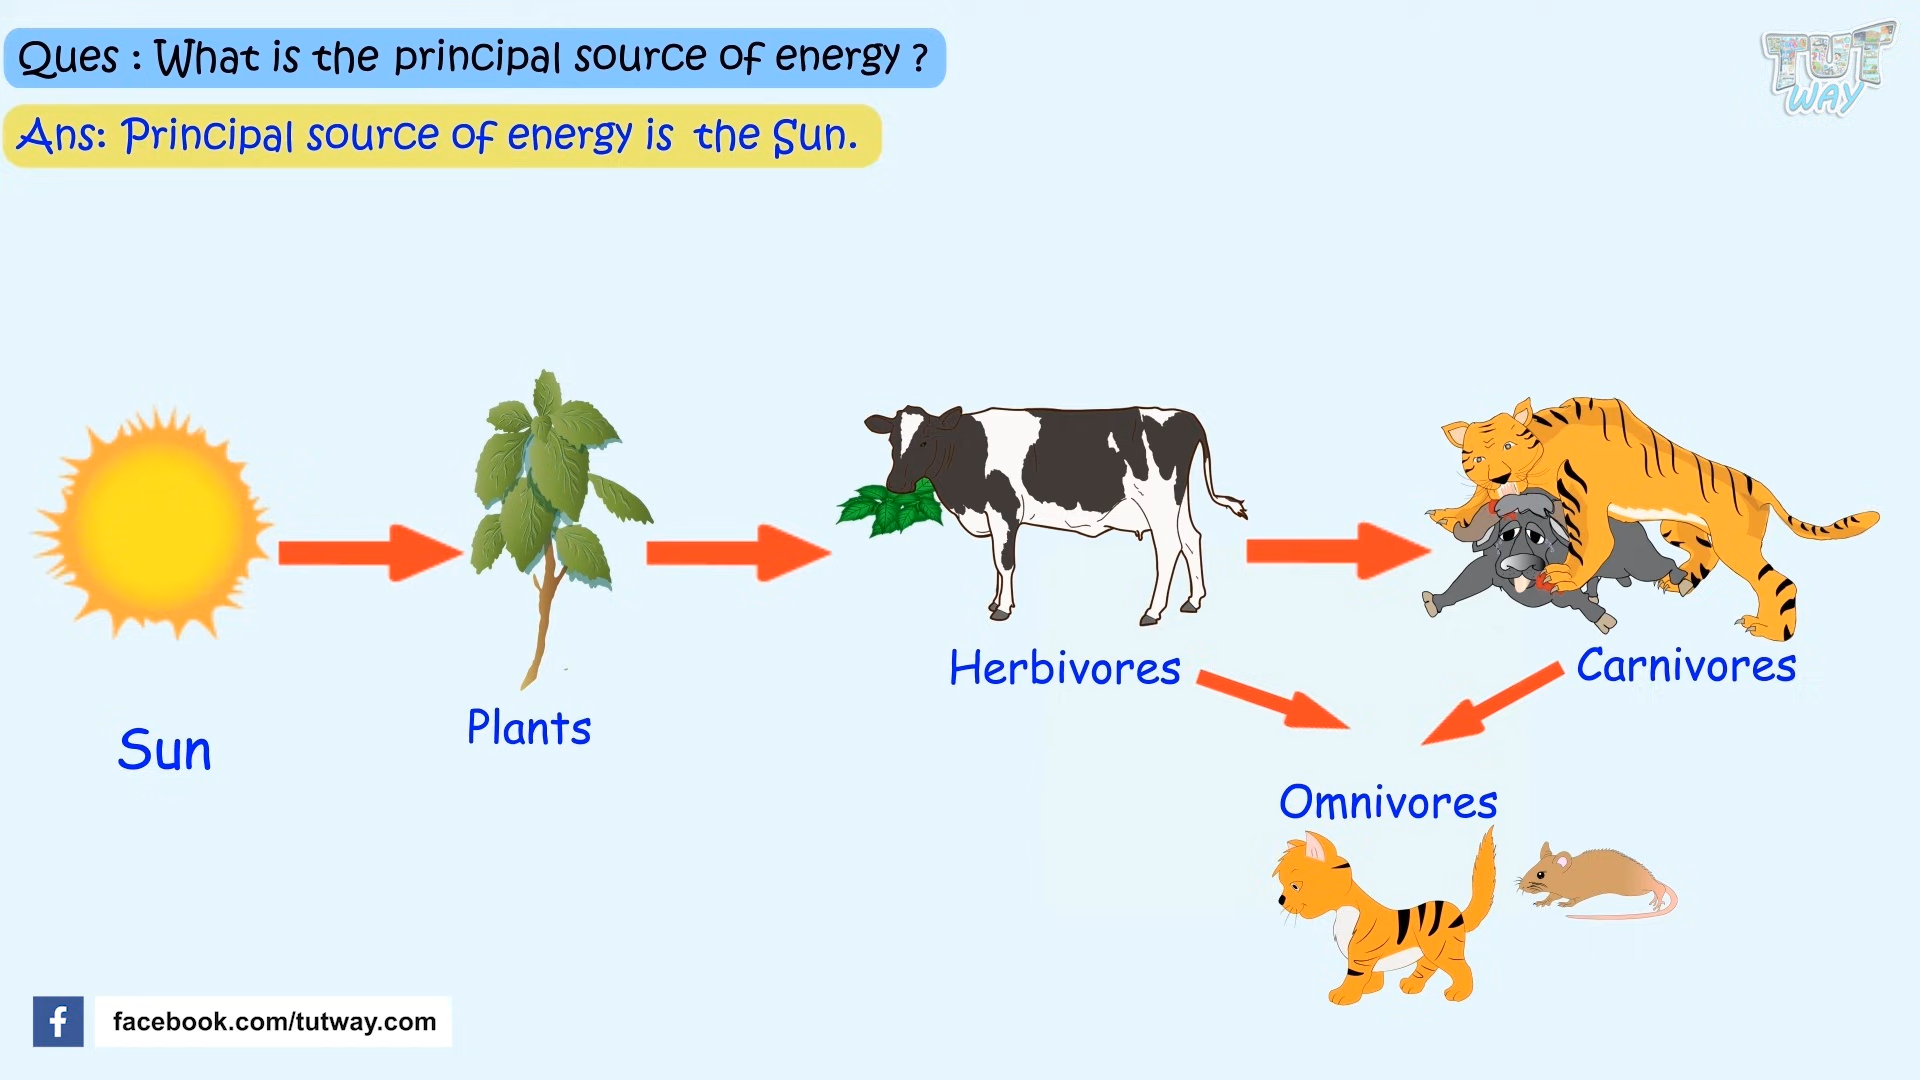 Ques : What is the principal source of energy ?
TUT
WAY
Ans: Principal source of energy is the Sun.
Herbivores
Carnivores
Plants
Sun
Omnivores
f facebook.com/tutway.com